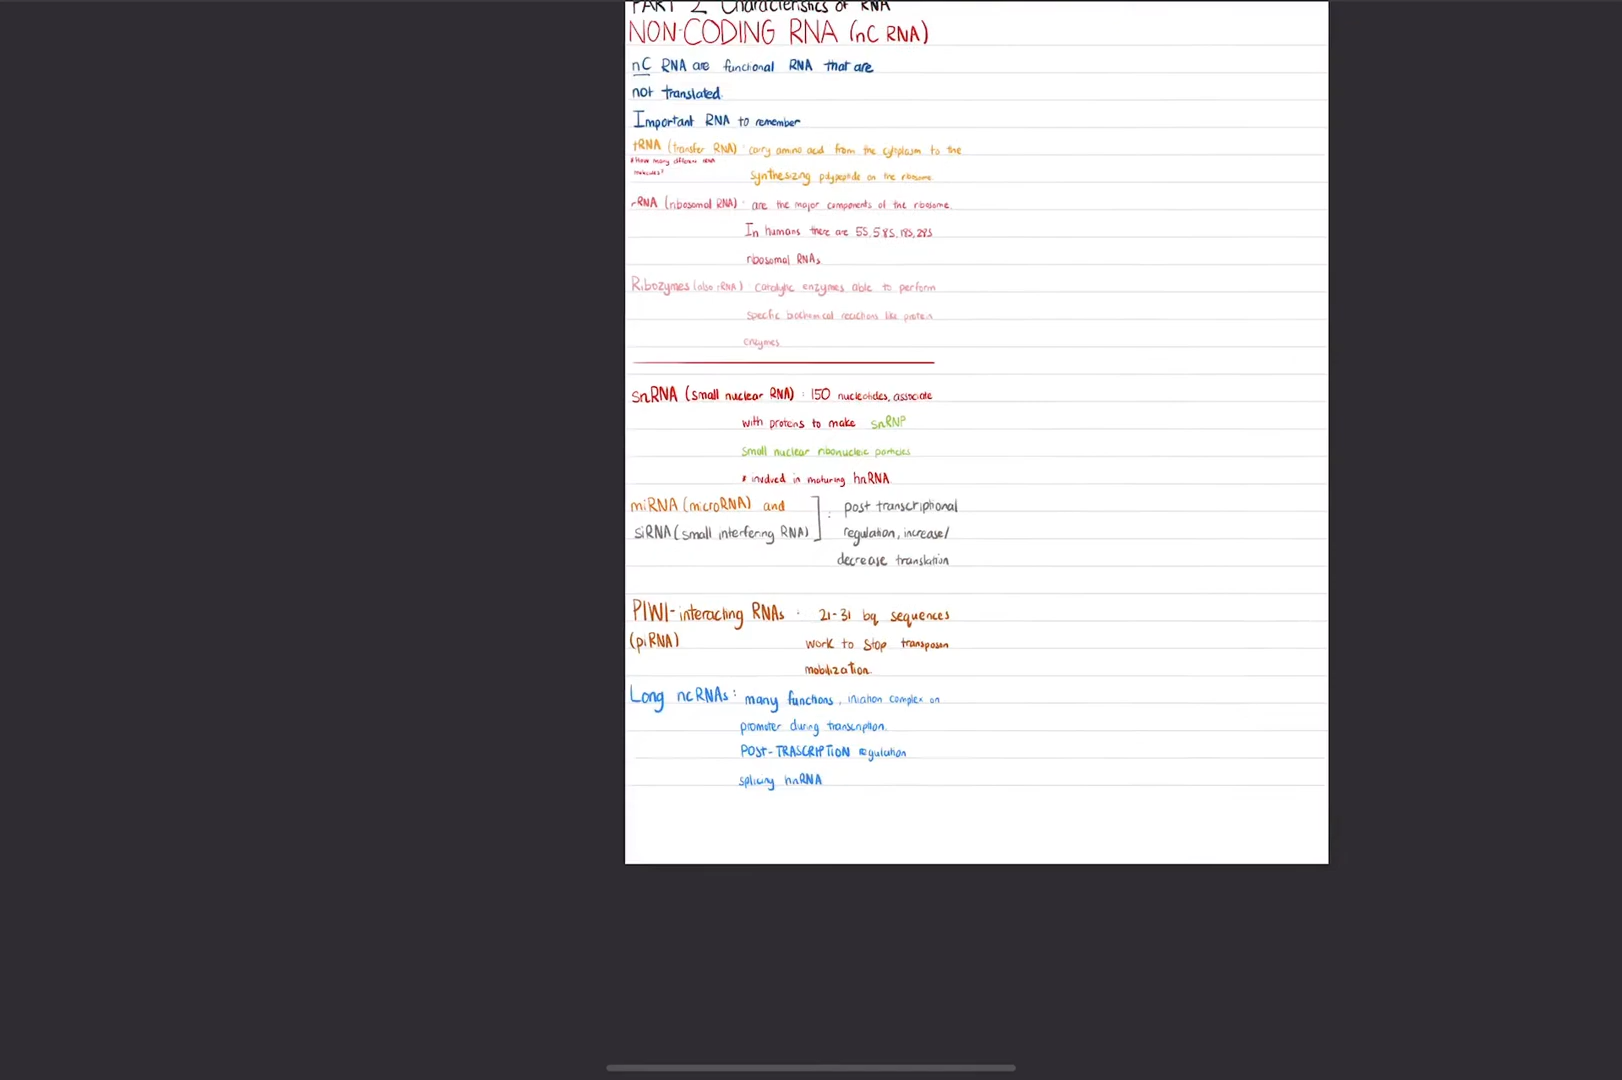 PART 2 Characteristics of RNA
NON-CODING RNA (nC RNA)
nC RNA are functional RNA that are
not translated.
Important RNA to remember
tRNA (transfer RNA): carry amino acid from the cytoplasm to the
* How many different tRNA
molecules?
synthesizing polypeptide on the ribosome
rRNA (ribosomal RNA): are the major components of the ribosome.
In humans there are 5S, 5.8S, 18S, 28S
ribosomal RNAs
Ribozymes (also rRNA) catalytic enzymes able to perform
specific biochemical reactions like protein
enzymes
snRNA (small nuclear RNA): 150 nucleotides, associate
with proteins to make snRNP
small nuclear ribonucleic particles
* involved in maturing hnRNA
miRNA (microRNA) and
siRNA (small interfering RNA)
: post transcriptional
regulation, increase/
decrease translation
PIWI-interacting RNAs : 21-31 bq sequences
(piRNA)
work to stop transposon
mobilization.
Long ncRNAs: many functions, iniation complex on
promoter during transcription.
POST-TRASCRIPTION regulation
splicing hnRNA